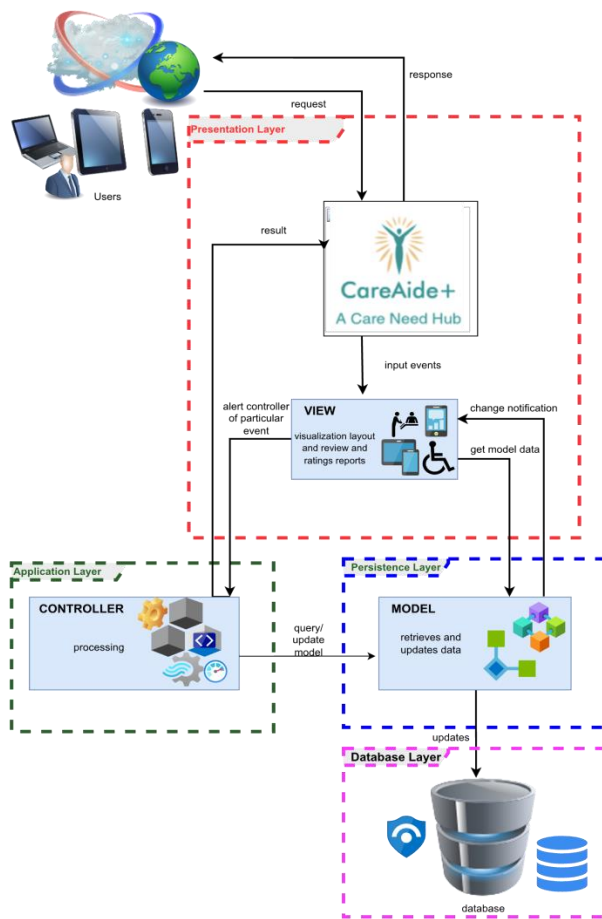 response
request
Presentation Layer
Users
result
CareAide+
A Care Need Hub
input events
alert controller
of particular
event
VIEW
visualization layout
and review and
ratings reports
change notification
get model data
Application Layer
CONTROLLER
processing
query/
update
model
Persistence Layer
MODEL
retrieves and
updates data
updates
Database Layer
database